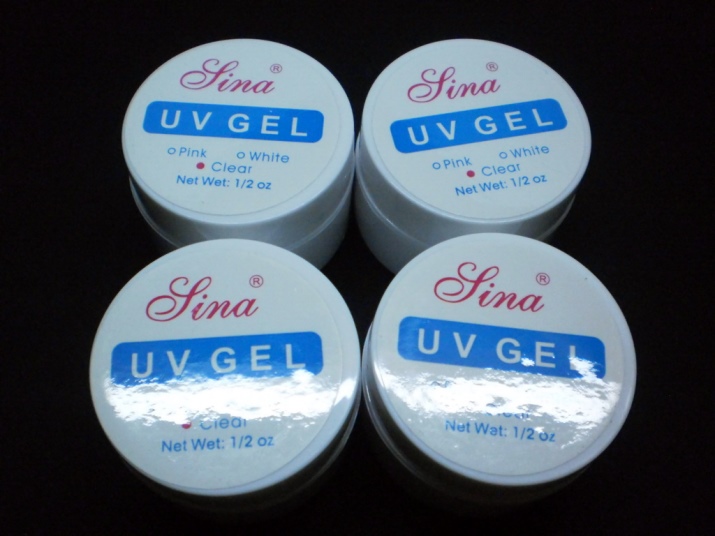 Sina®
UV GEL
Pink White
Clear
Net Wet: 1/2 oz
Sina®
UV GEL
Pink White
Clear
Net Wet: 1/2 oz
Sina®
UV GEL
Clear
Net Wet: 1/2 oz
Sina®
UV GEL
Net Wat: 1/2 oz